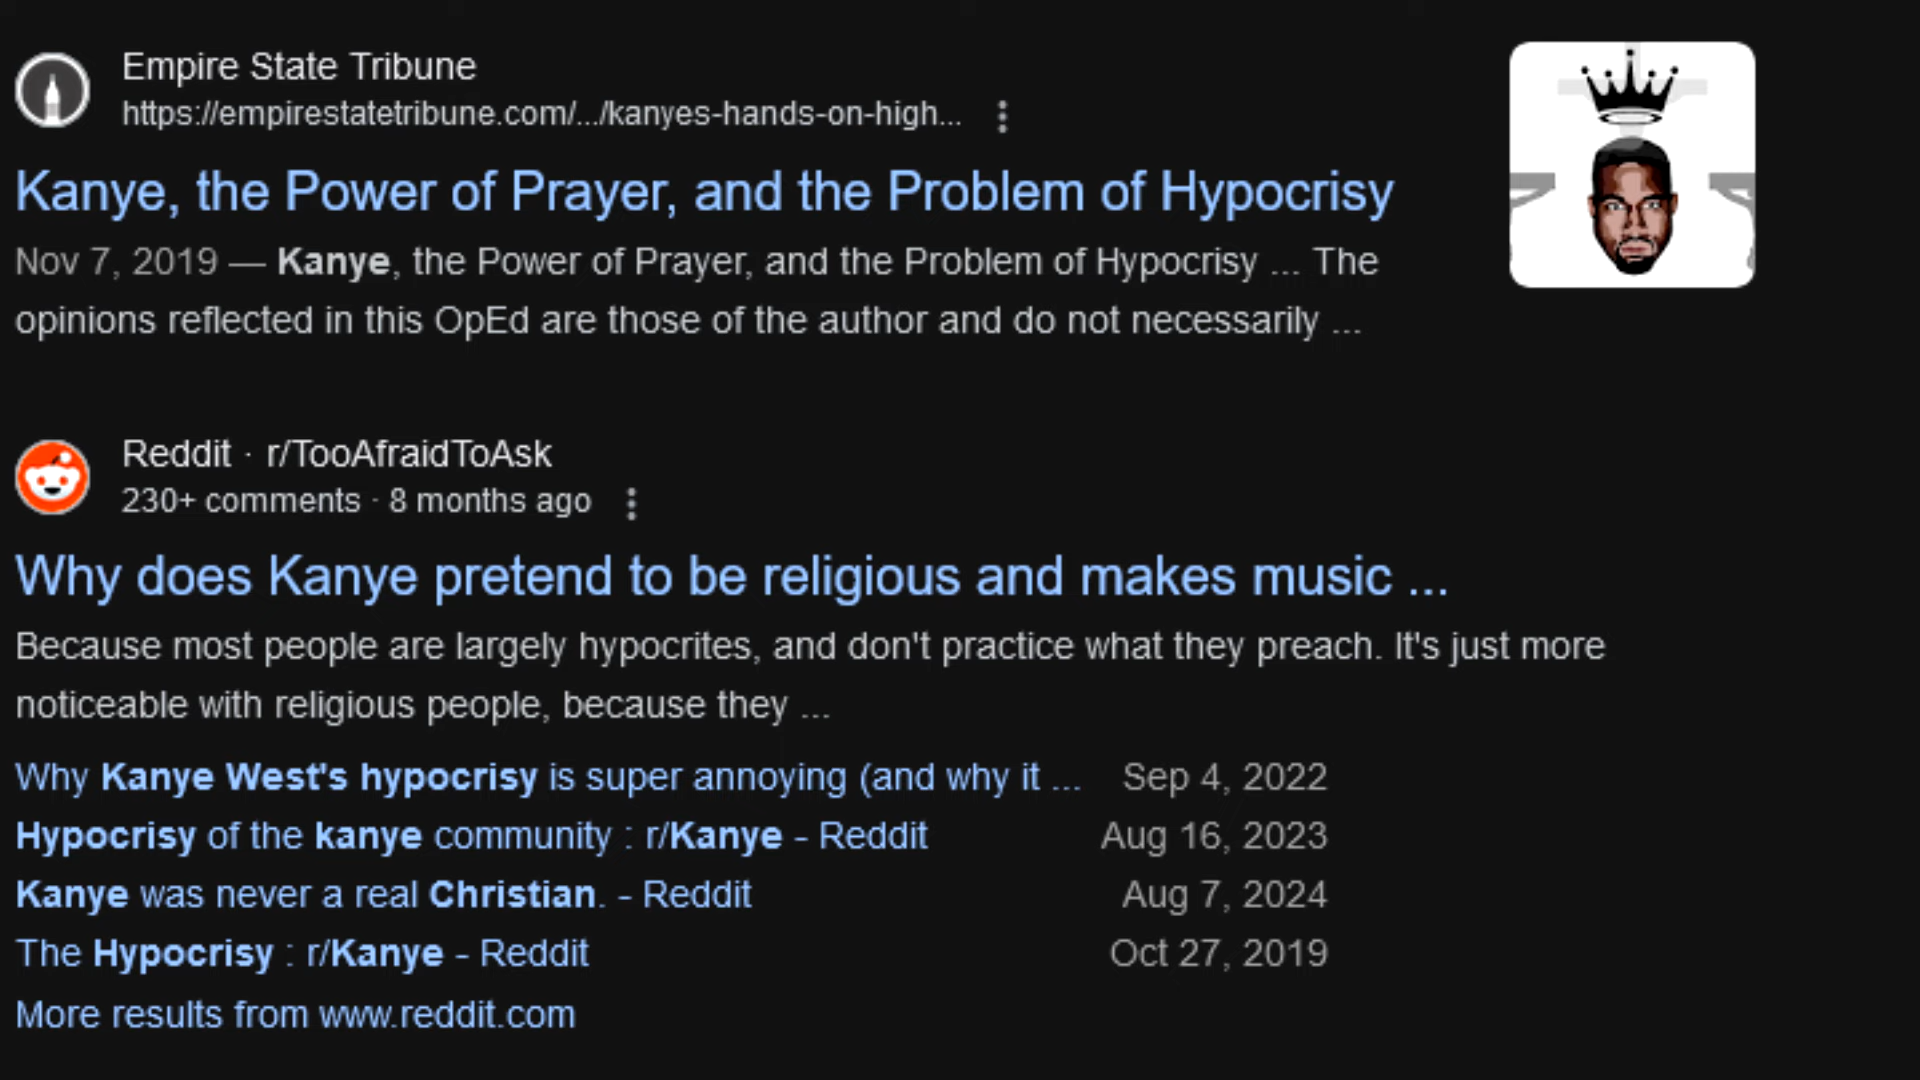 Empire State Tribune
https://empirestatetribune.com/.../kanyes-hands-on-high...
Kanye, the Power of Prayer, and the Problem of Hypocrisy
Nov 7, 2019 — Kanye, the Power of Prayer, and the Problem of Hypocrisy ... The
opinions reflected in this OpEd are those of the author and do not necessarily ...
Reddit · r/TooAfraidToAsk
230+ comments · 8 months ago
Why does Kanye pretend to be religious and makes music ...
Because most people are largely hypocrites, and don't practice what they preach. It's just more
noticeable with religious people, because they ...
Why Kanye West's hypocrisy is super annoying (and why it ... Sep 4, 2022
Hypocrisy of the kanye community : r/Kanye - Reddit Aug 16, 2023
Kanye was never a real Christian. - Reddit Aug 7, 2024
The Hypocrisy : r/Kanye - Reddit Oct 27, 2019
More results from www.reddit.com